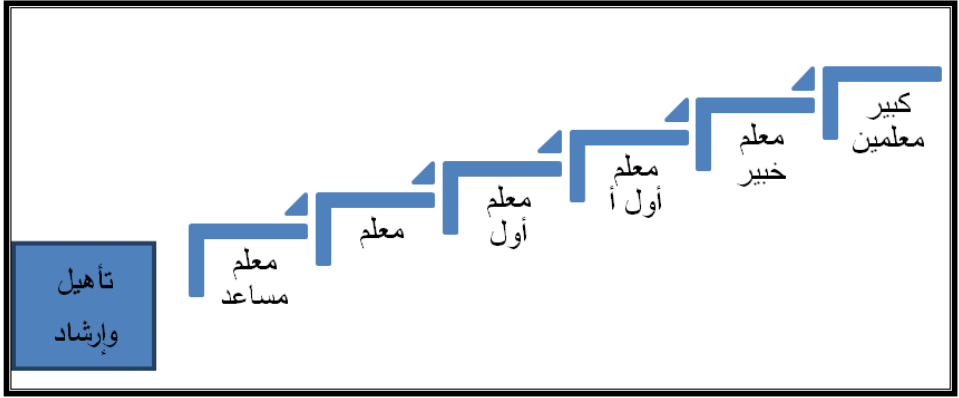 كبير
معلمين
معلم
خبير
معلم
أول أ
معلم
أول
معلم
معلم
مساعد
تأهيل
وإرشاد